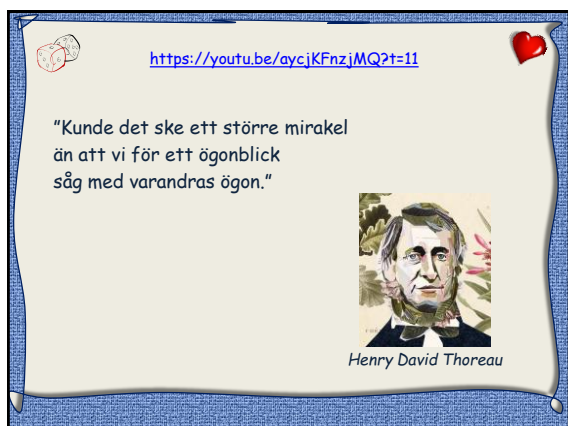 https://youtu.be/aycjKFnzjMQ?t=11
"Kunde det ske ett större mirakel
än att vi för ett ögonblick
såg med varandras ögon."
Henry David Thoreau